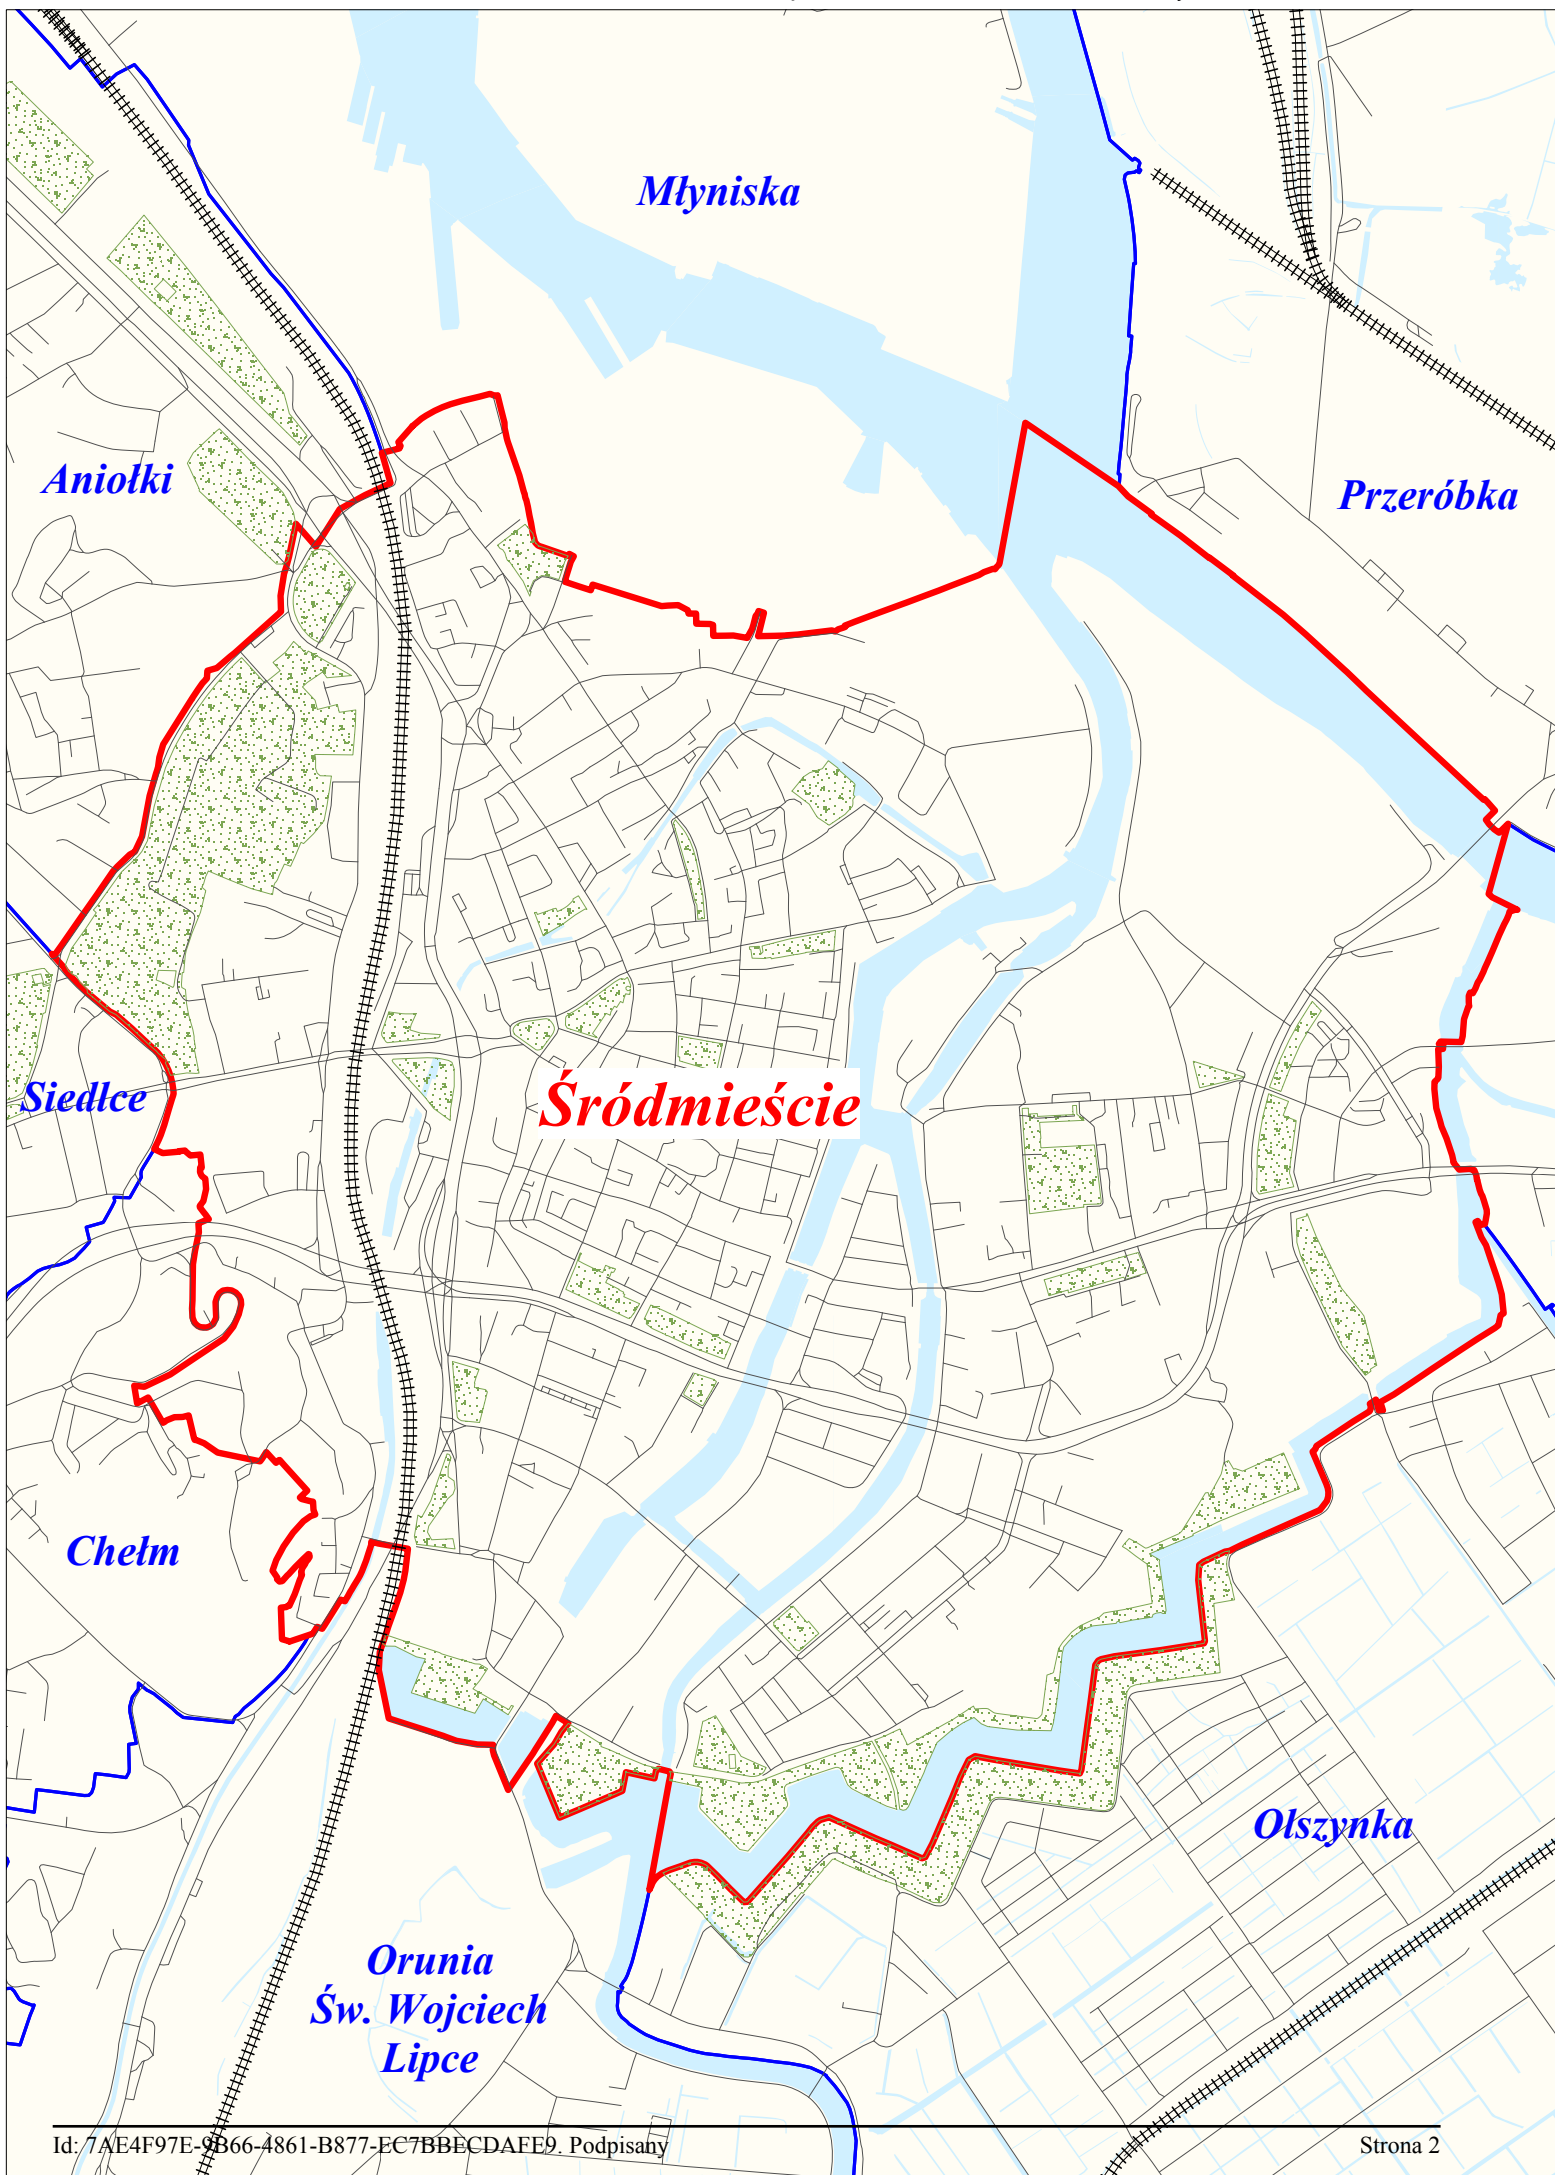 Młyniska
Aniołki
Przeróbka
Siedlce
Śródmieście
Chełm
Olszynka
Orunia
Św. Wojciech
Lipce
Id: 7AE4F97E-9B66-4861-B877-EC7BBECDAFE9. Podpisany
Strona 2